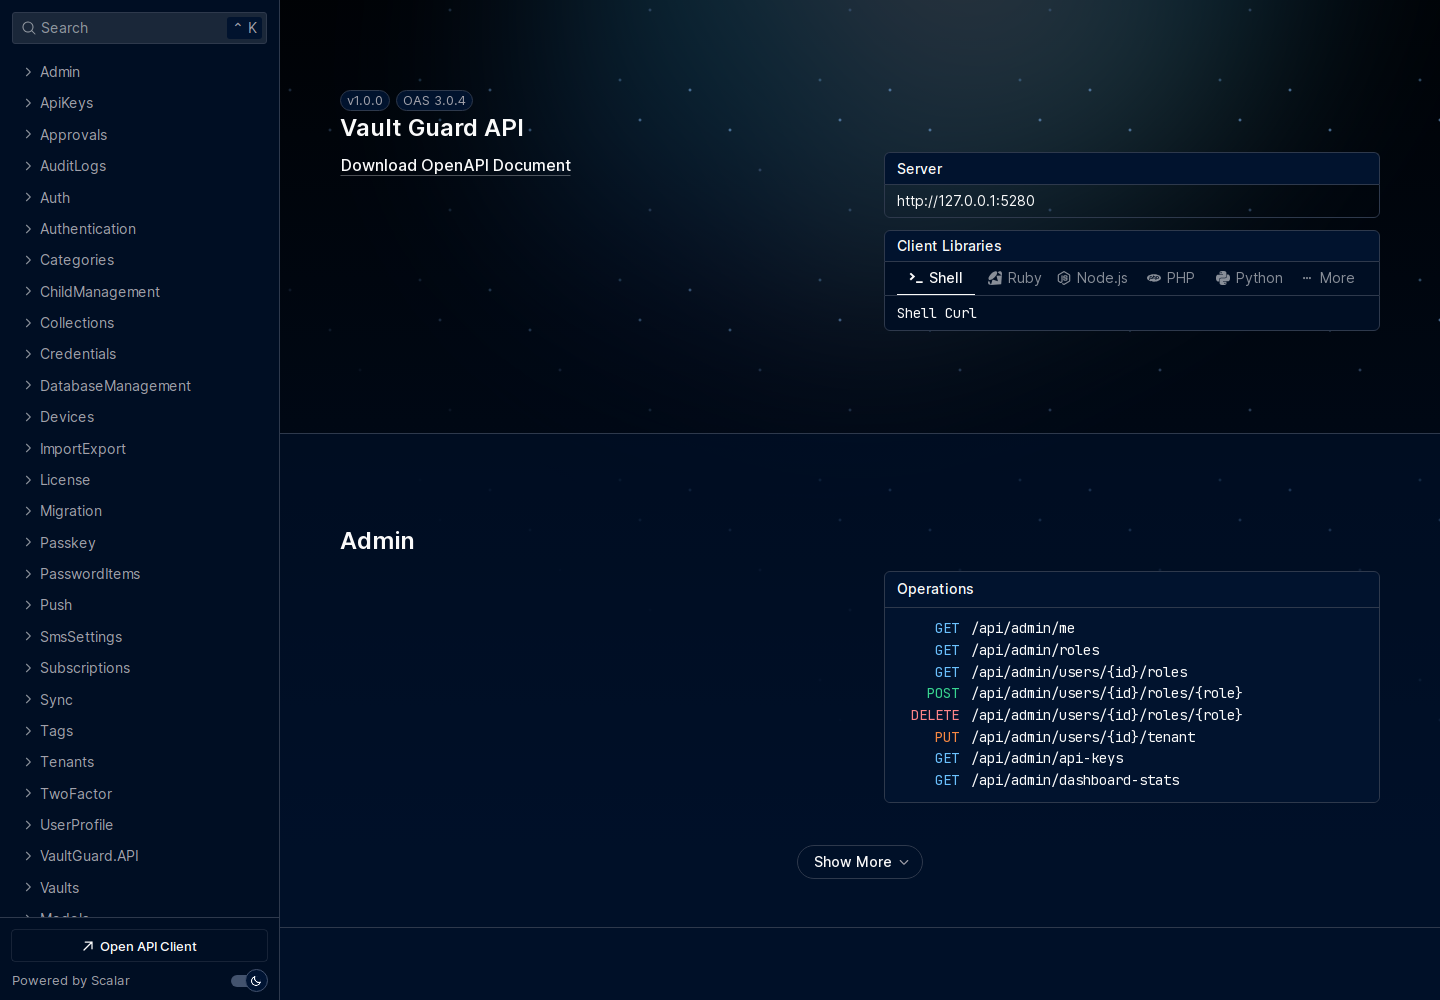 Search
^ K
Admin
ApiKeys
Approvals
AuditLogs
Auth
Authentication
Categories
ChildManagement
Collections
Credentials
DatabaseManagement
Devices
ImportExport
License
Migration
Passkey
PasswordItems
Push
SmsSettings
Subscriptions
Sync
Tags
Tenants
TwoFactor
UserProfile
VaultGuard.API
Vaults
Models
Open API Client
Powered by Scalar
v1.0.0 OAS 3.0.4
Vault Guard API
Download OpenAPI Document
Server
http://127.0.0.1:5280
Client Libraries
Shell Ruby Node.js PHP Python More
Shell Curl
Admin
Operations
GET /api/admin/me
GET /api/admin/roles
GET /api/admin/users/{id}/roles
POST /api/admin/users/{id}/roles/{role}
DELETE /api/admin/users/{id}/roles/{role}
PUT /api/admin/users/{id}/tenant
GET /api/admin/api-keys
GET /api/admin/dashboard-stats
Show More